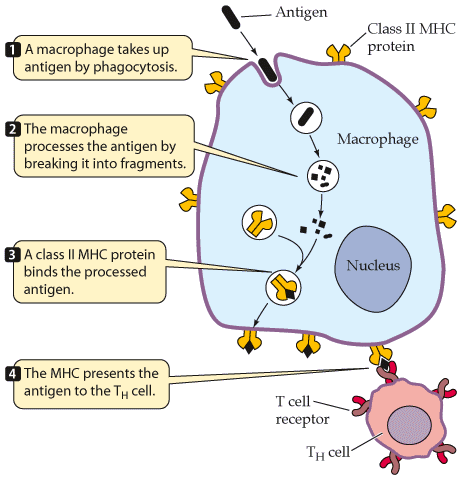 Antigen
Class II MHC
protein
1 A macrophage takes up
antigen by phagocytosis.
2 The macrophage
processes the antigen by
breaking it into fragments.
Macrophage
3 A class II MHC protein
binds the processed
antigen.
Nucleus
4 The MHC presents the
antigen to the TH cell.
T cell
receptor
TH cell